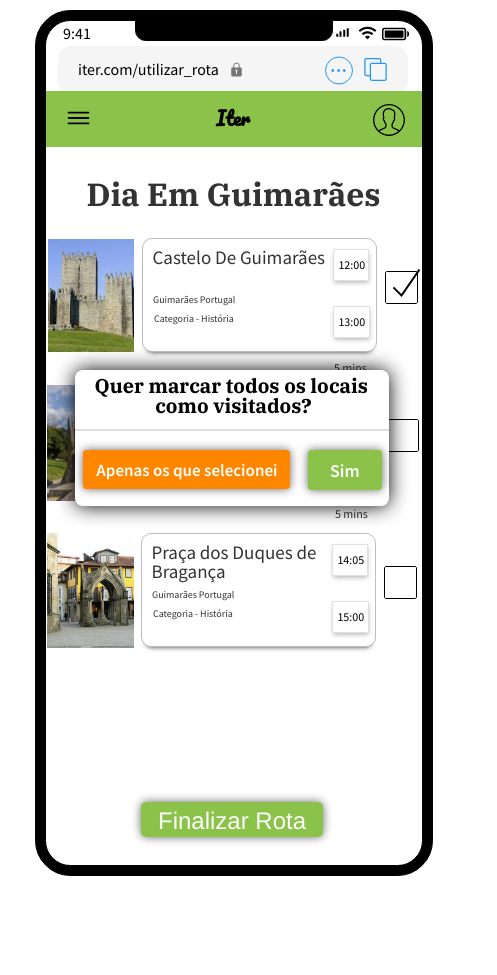 9:41
iter.com/utilizar_rota
Iter
Dia Em Guimarães
Castelo De Guimarães
12:00
Guimarães Portugal
Categoria - História
13:00
5 mins
Quer marcar todos os locais
como visitados?
Apenas os que selecionei
Sim
5 mins
Praça dos Duques de
Bragança
14:05
Guimarães Portugal
Categoria - História
15:00
Finalizar Rota